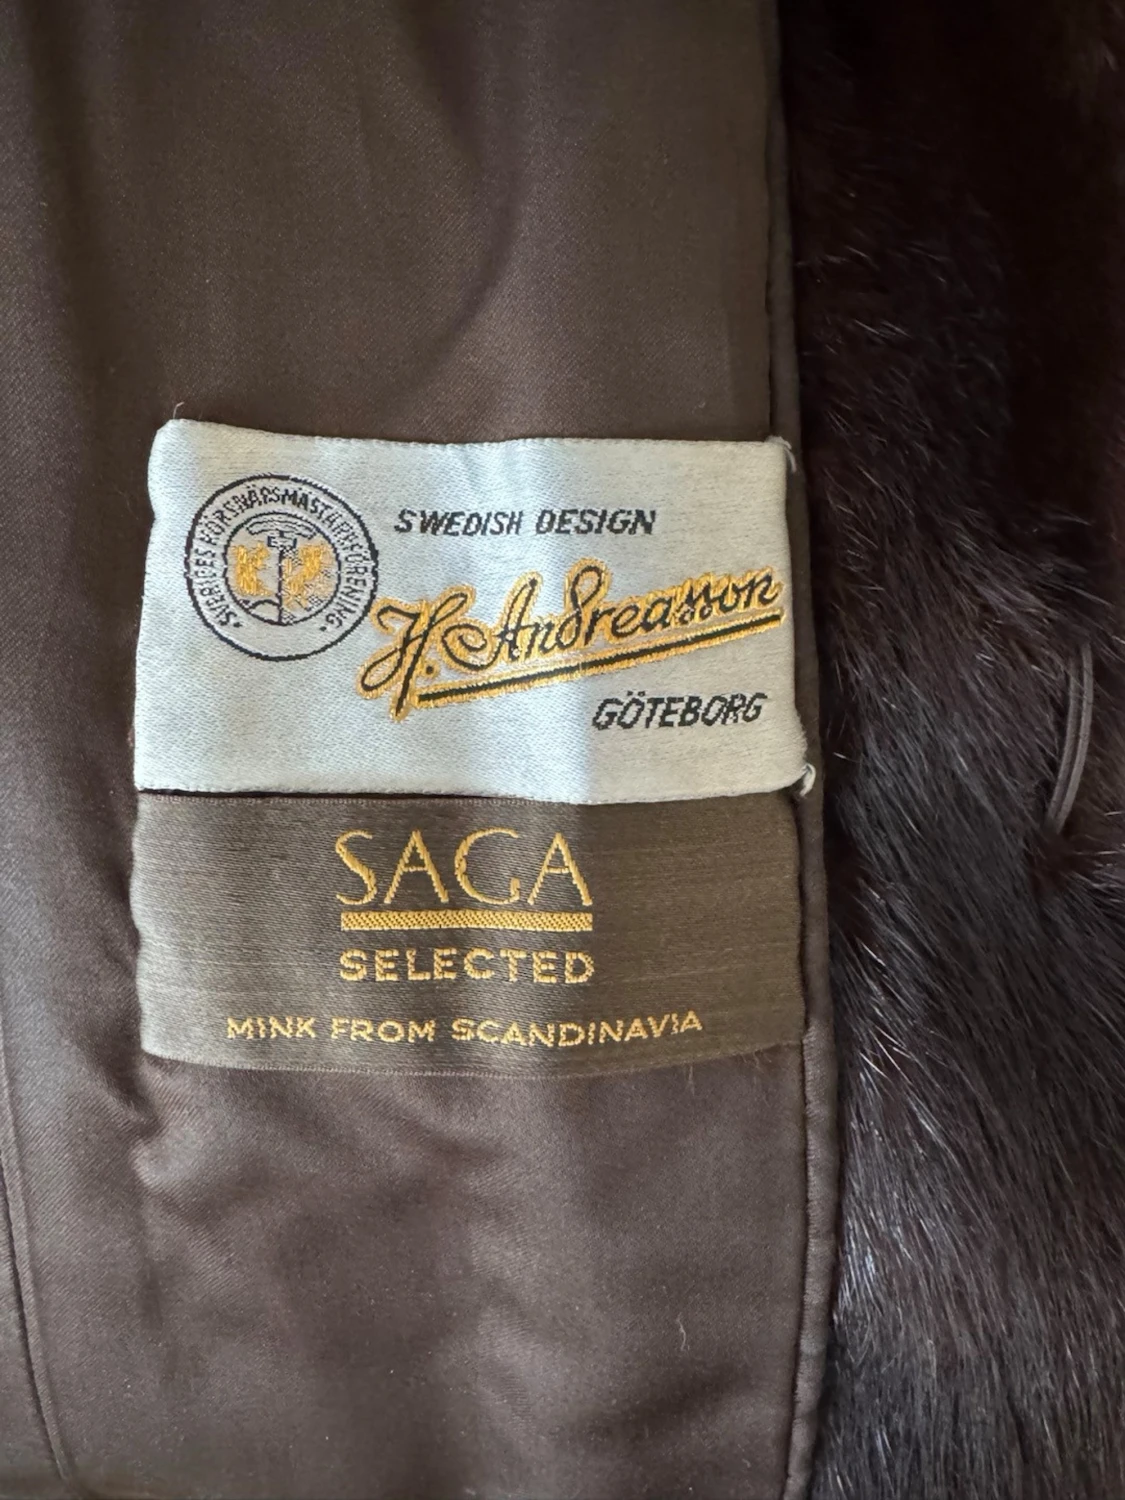 SVERIGES KÖRSNÄRSMÄSTAREFÖRENING
SWEDISH DESIGN
H. Andreasson
GÖTEBORG
SAGA
SELECTED
MINK FROM SCANDINAVIA